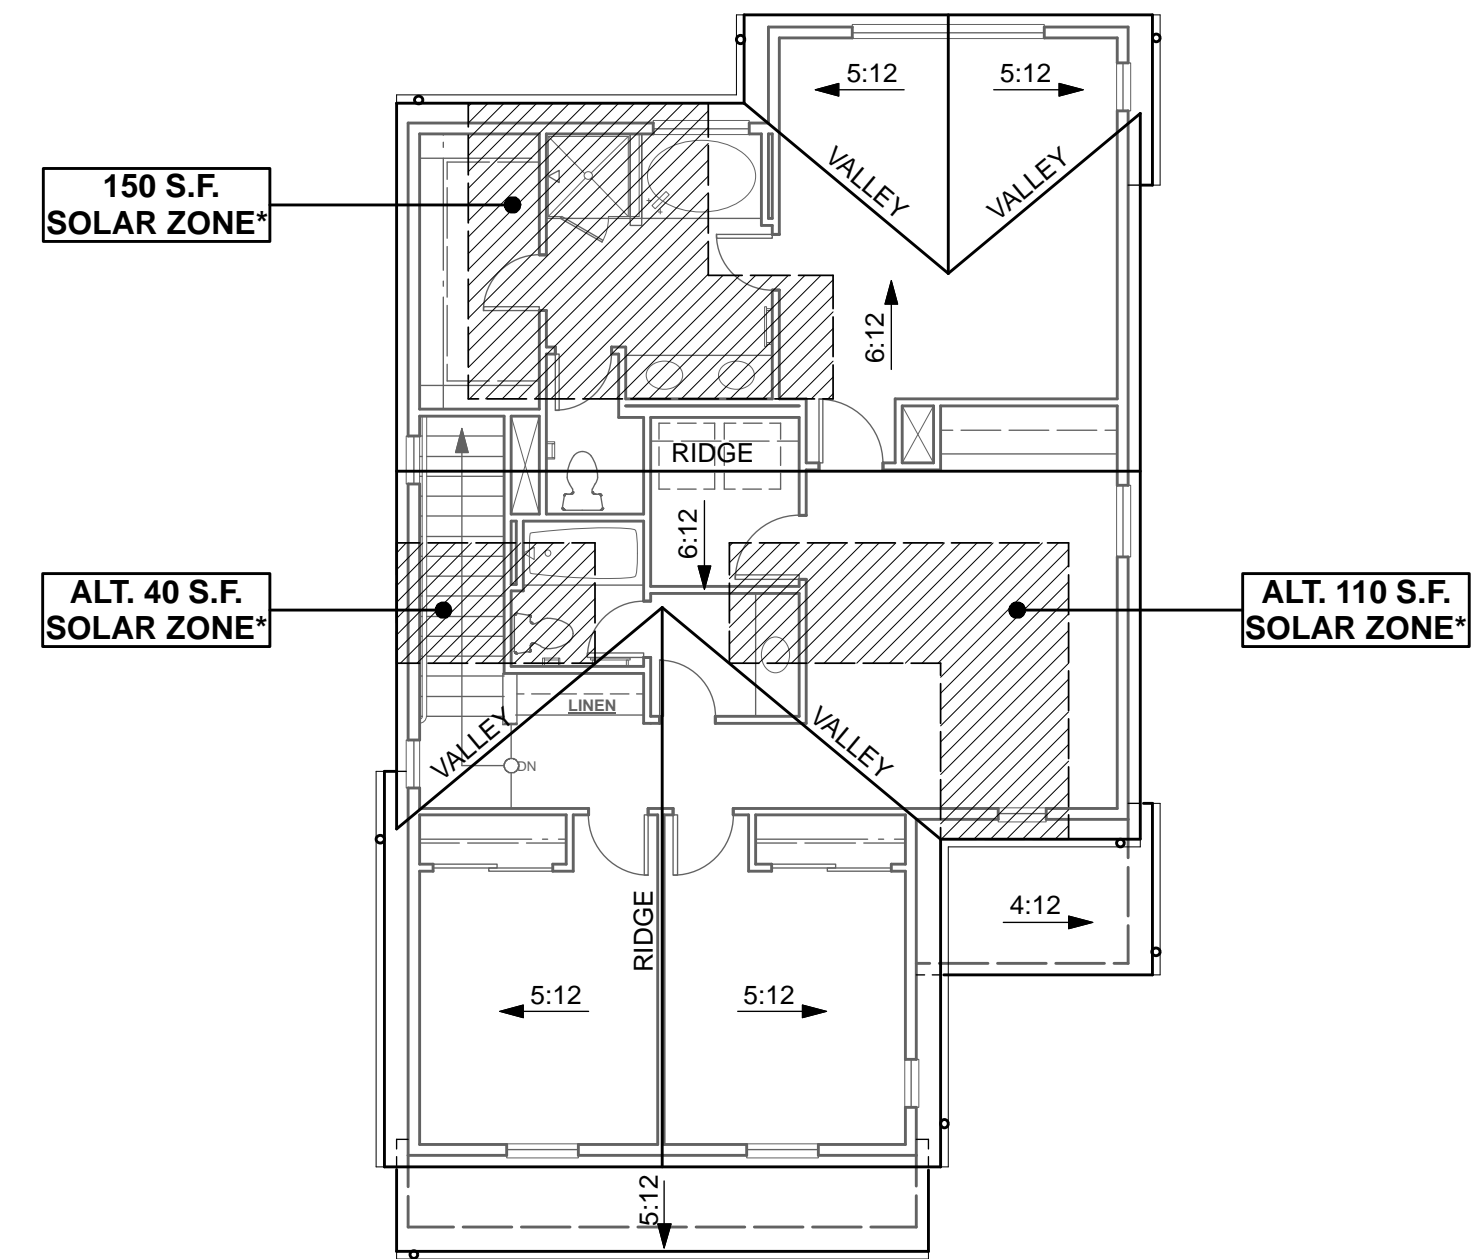 5:12
5:12
VALLEY
VALLEY
150 S.F.
SOLAR ZONE*
6:12
RIDGE
6:12
ALT. 40 S.F.
SOLAR ZONE*
ALT. 110 S.F.
SOLAR ZONE*
LINEN
VALLEY
VALLEY
DN
RIDGE
4:12
5:12
5:12
5:12